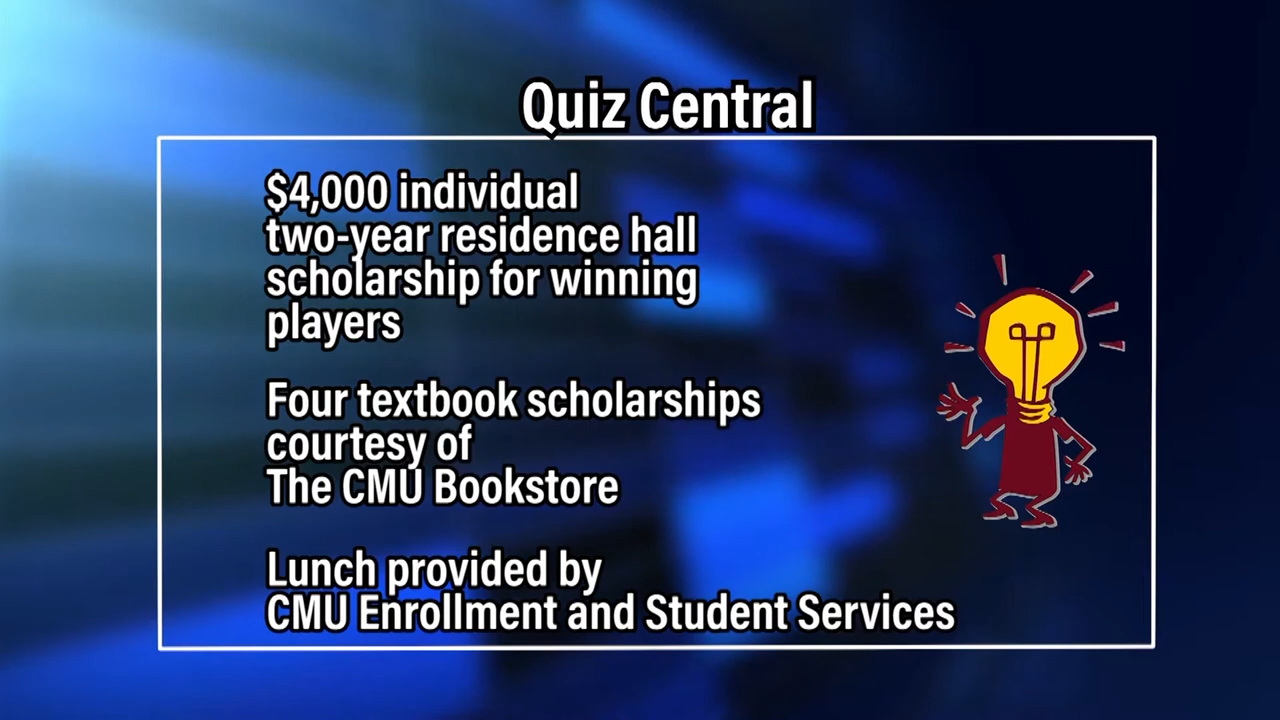 Quiz Central
$4,000 individual
two-year residence hall
scholarship for winning
players
Four textbook scholarships
courtesy of
The CMU Bookstore
Lunch provided by
CMU Enrollment and Student Services